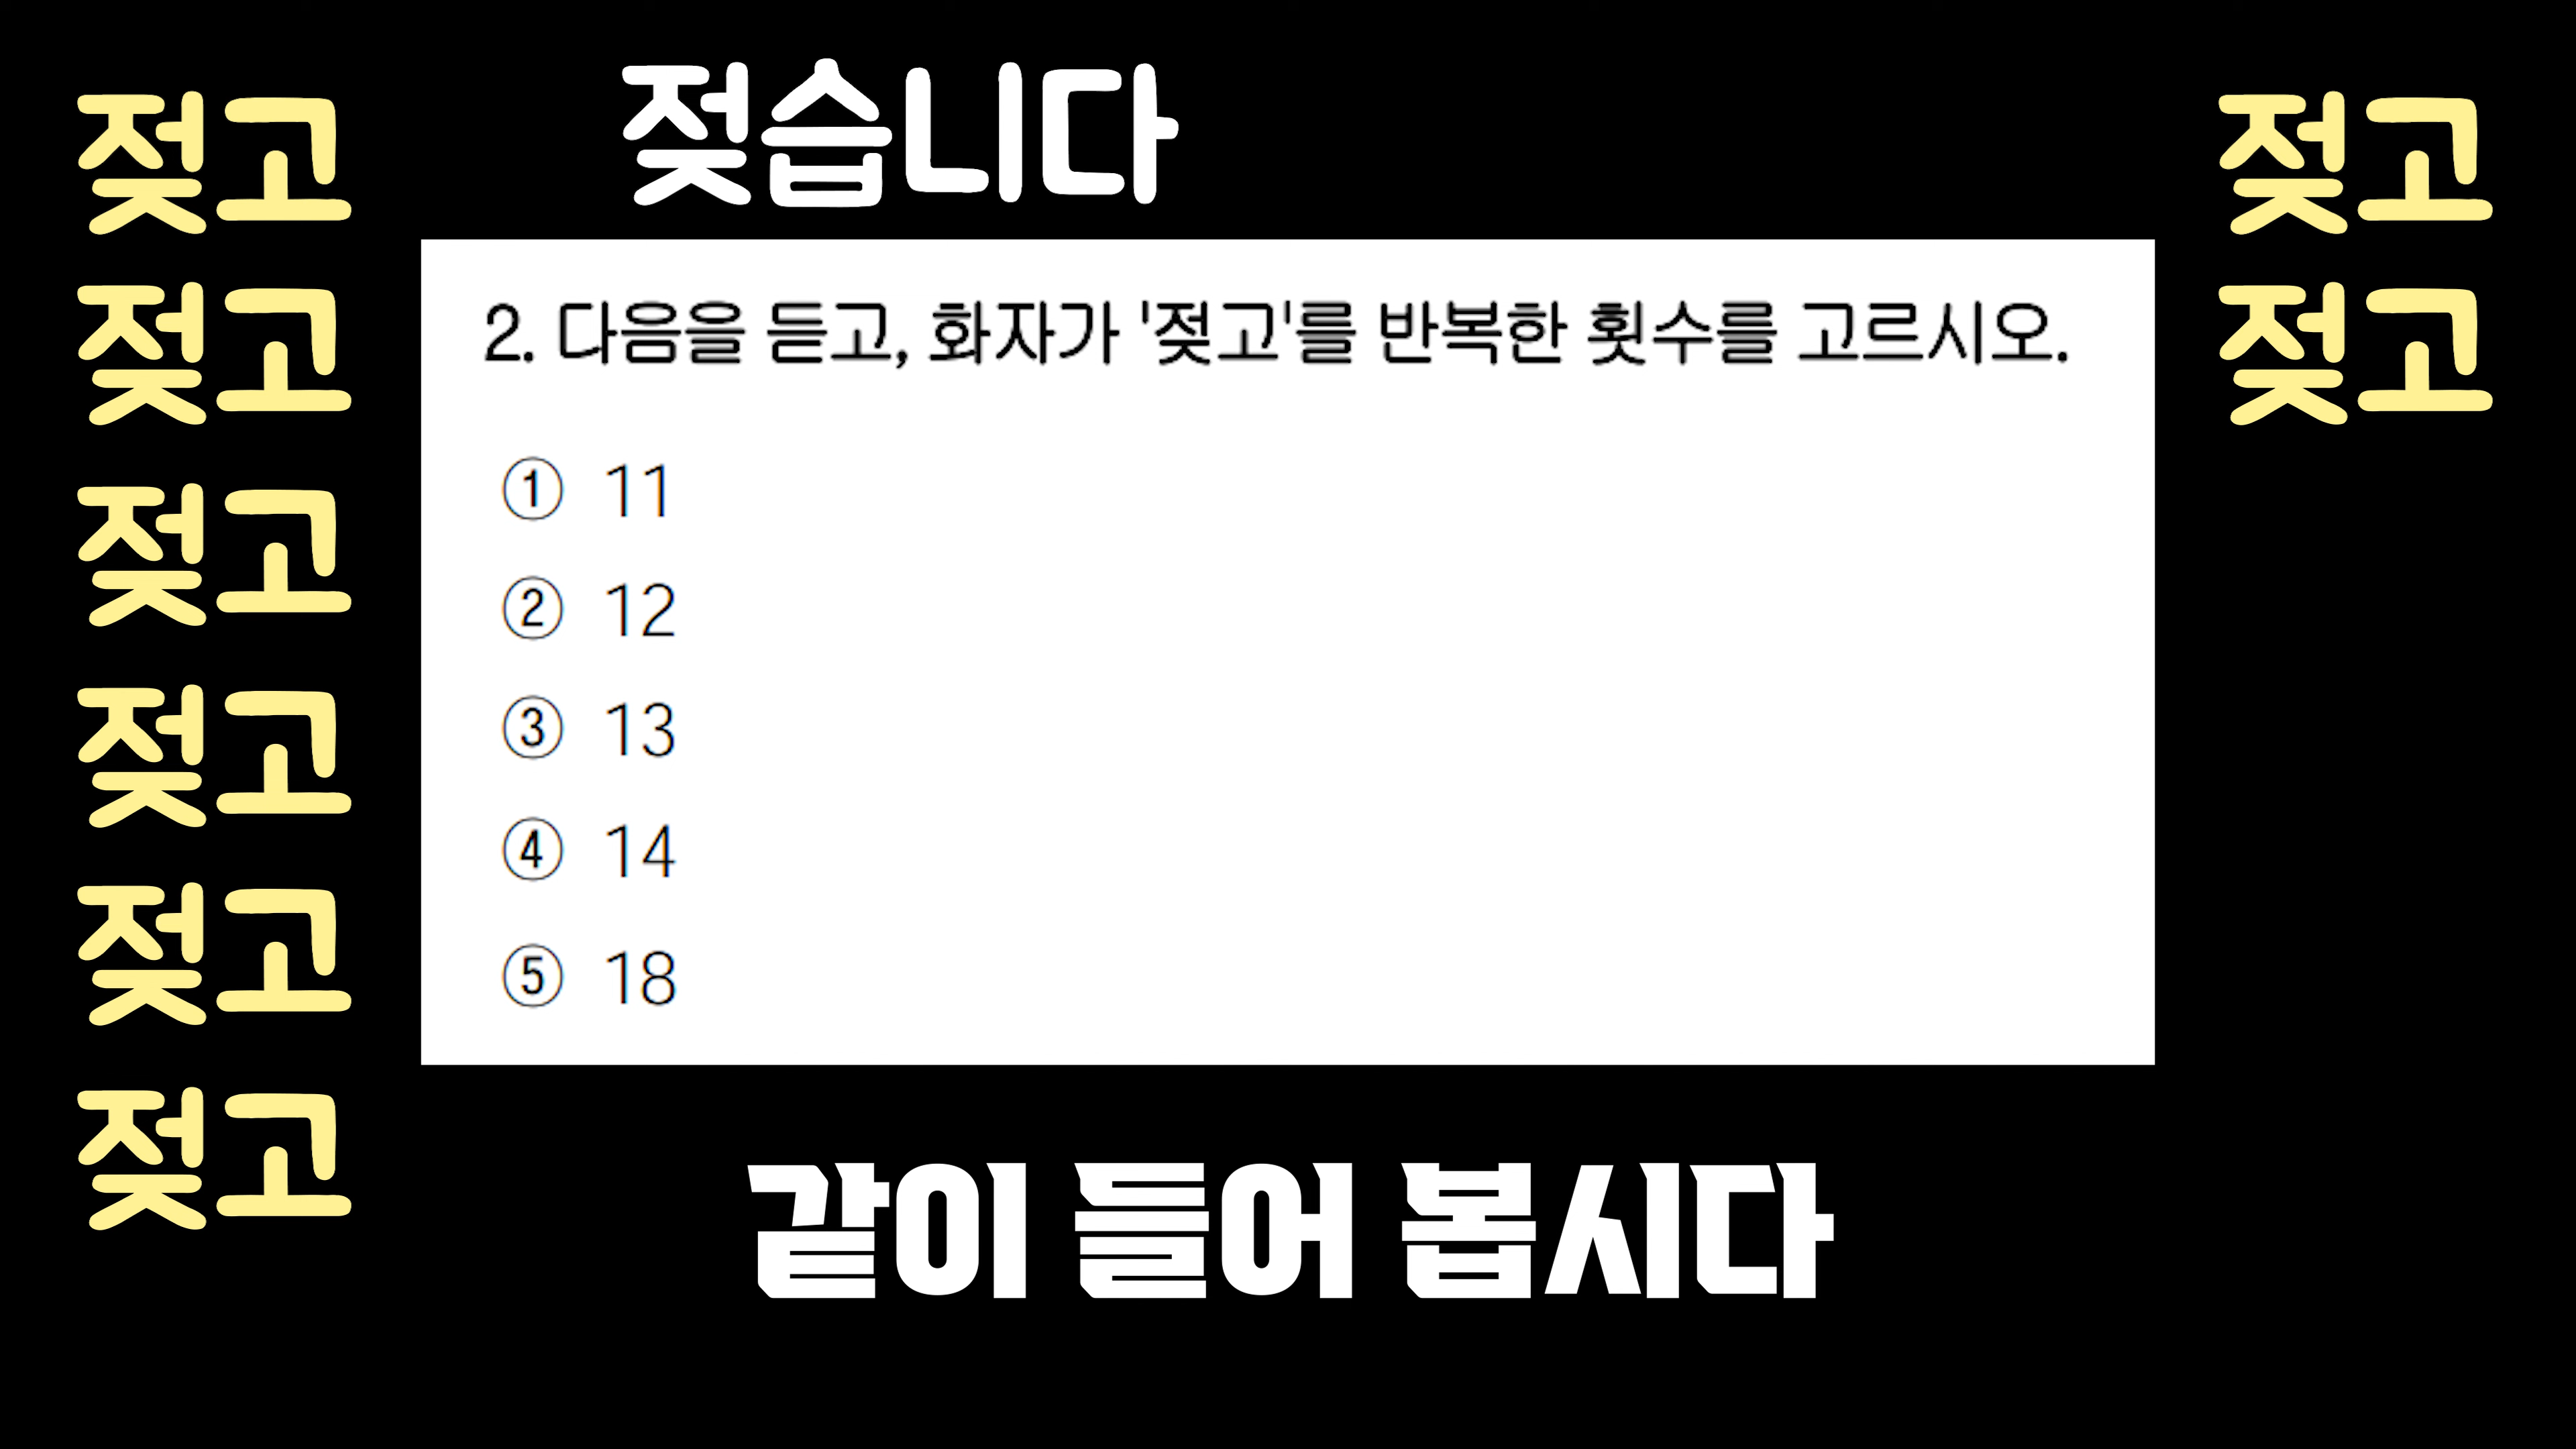 젖고
젖고
젖고
젖고
젖고
젖고
젖습니다
2. 다음을 듣고, 화자가 '젖고'를 반복한 횟수를 고르시오.
① 11
② 12
③ 13
④ 14
⑤ 18
같이 들어 봅시다
젖고
젖고